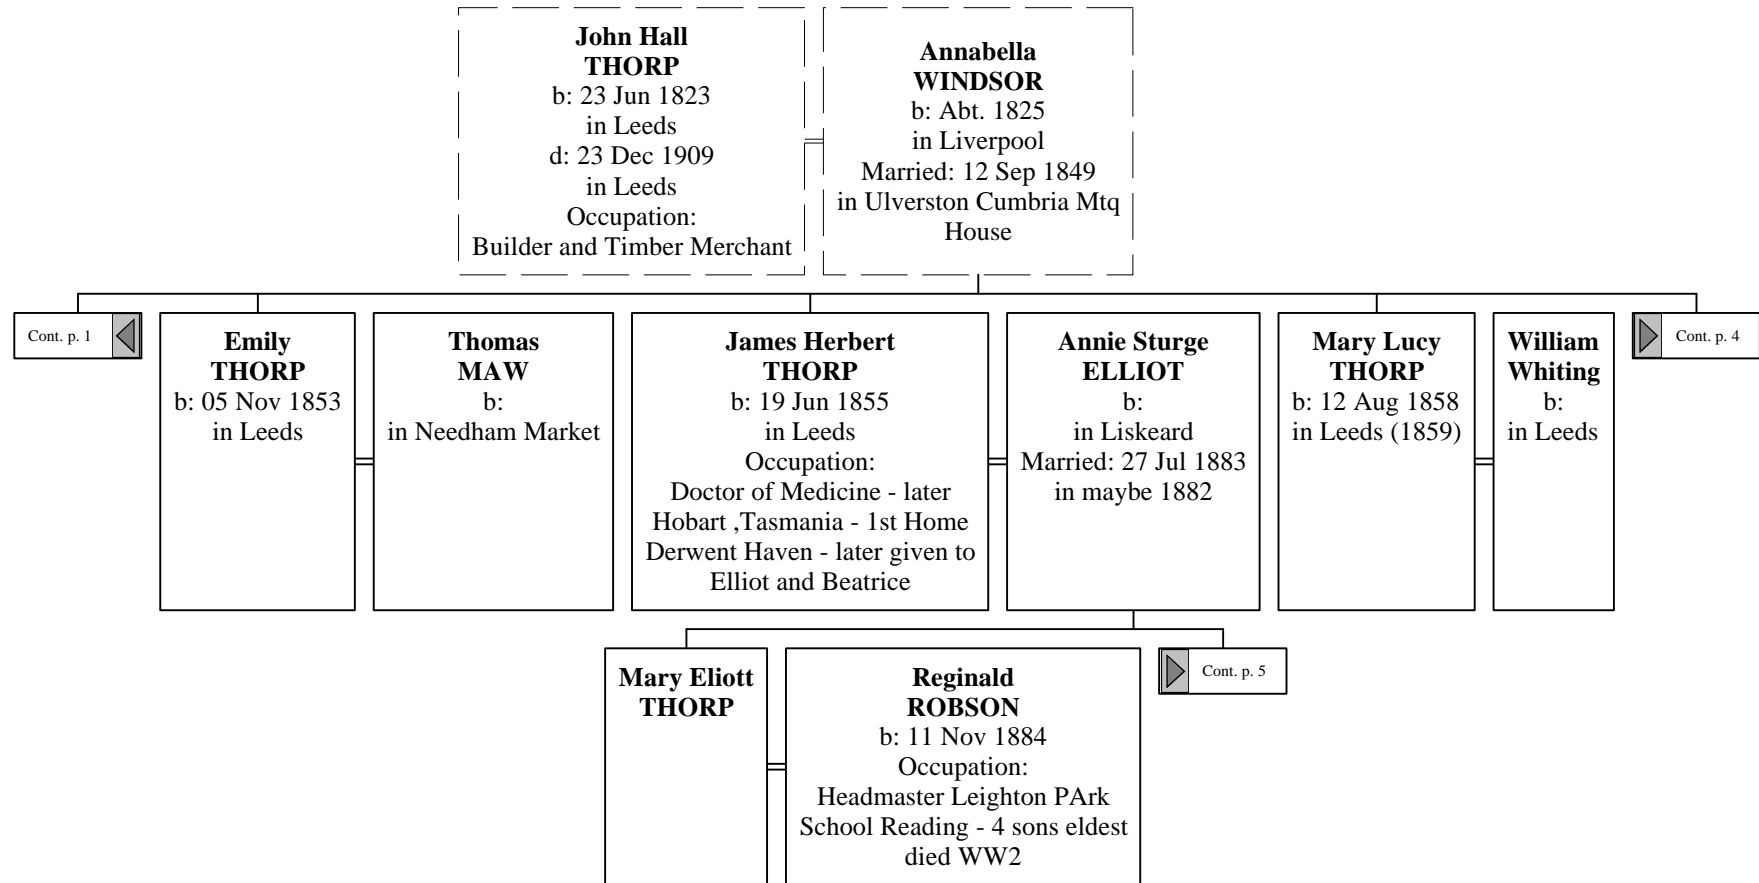 John Hall
THORP
b: 23 Jun 1823
in Leeds
d: 23 Dec 1909
in Leeds
Occupation:
Builder and Timber Merchant
Annabella
WINDSOR
b: Abt. 1825
in Liverpool
Married: 12 Sep 1849
in Ulverston Cumbria Mtq
House
Cont. p. 1
Emily
THORP
b: 05 Nov 1853
in Leeds
Thomas
MAW
b:
in Needham Market
James Herbert
THORP
b: 19 Jun 1855
in Leeds
Occupation:
Doctor of Medicine - later
Hobart ,Tasmania - 1st Home
Derwent Haven - later given to
Elliot and Beatrice
Annie Sturge
ELLIOT
b:
in Liskeard
Married: 27 Jul 1883
in maybe 1882
Mary Lucy
THORP
b: 12 Aug 1858
in Leeds (1859)
William
Whiting
b:
in Leeds
Cont. p. 4
Mary Eliott
THORP
Reginald
ROBSON
b: 11 Nov 1884
Occupation:
Headmaster Leighton PArk
School Reading - 4 sons eldest
died WW2
Cont. p. 5